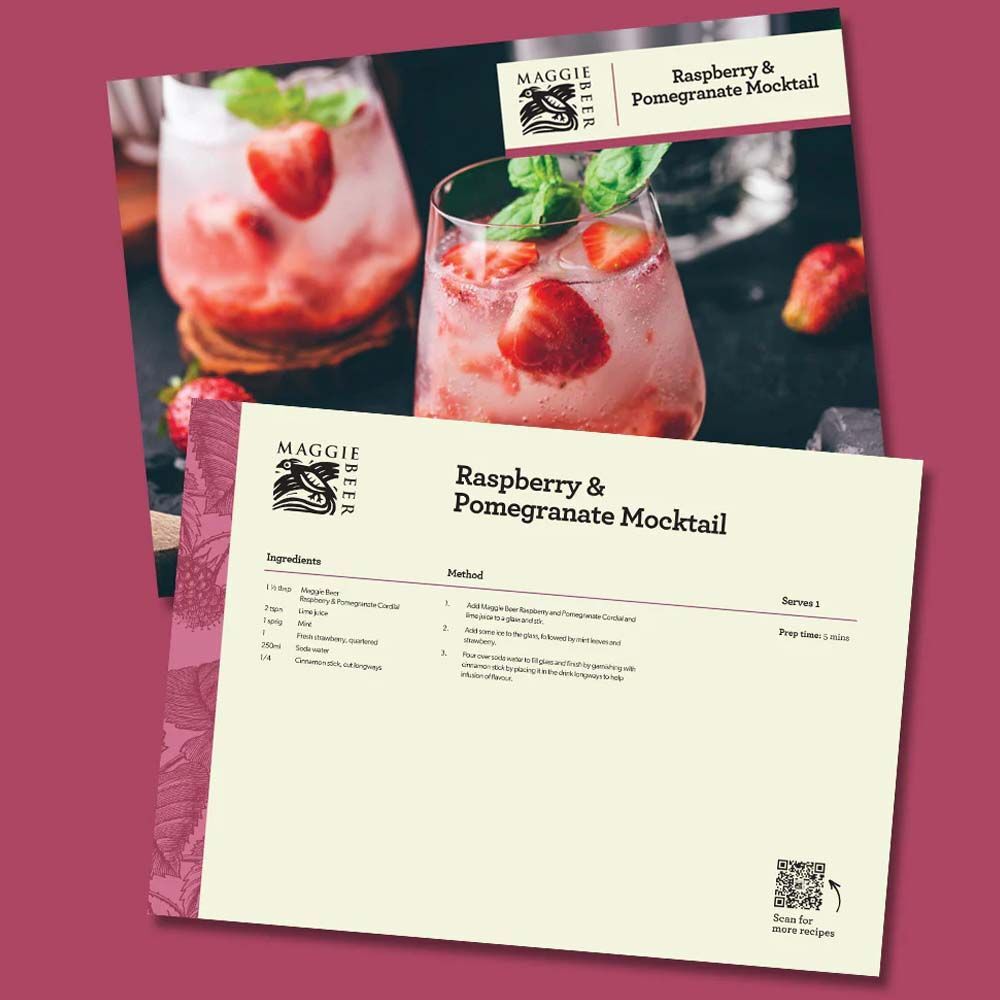 MAGGIE
BEER
Raspberry &
Pomegranate Mocktail
MAGGIE
BEER
Raspberry &
Pomegranate Mocktail
Ingredients
1 ½ tbsp Maggie Beer
Raspberry & Pomegranate Cordial
2 tspn Lime juice
1 sprig Mint
1 Fresh strawberry, quartered
250ml Soda water
1/4 Cinnamon stick, cut longways
Method
1. Add Maggie Beer Raspberry and Pomegranate Cordial and
lime juice to a glass and stir.
2. Add some ice to the glass, followed by mint leaves and
strawberry.
3. Pour over soda water to fill glass and finish by garnishing with
cinnamon stick by placing it in the drink longways to help
infusion of flavour.
Serves 1
Prep time: 5 mins
Scan for
more recipes